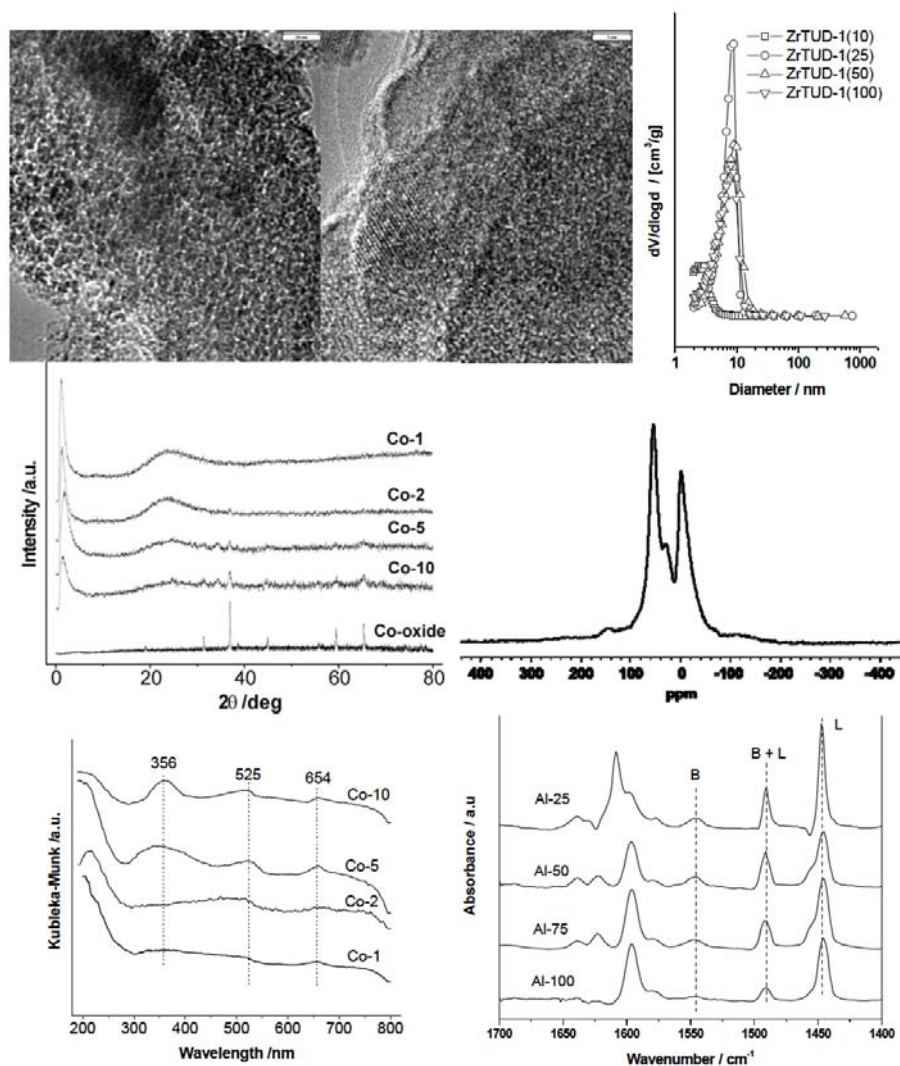 ZrTUD-1(10)
ZrTUD-1(25)
ZrTUD-1(50)
ZrTUD-1(100)
dV/dlogd / [cm³/g]
1 10 100 1000
Diameter / nm
Intensity /a.u.
Co-1
Co-2
Co-5
Co-10
Co-oxide
0 20 40 60 80
2θ /deg
400 300 200 100 0 -100 -200 -300 -400
ppm
Kubleka-Munk /a.u.
356 525 654
Co-10
Co-5
Co-2
Co-1
200 300 400 500 600 700 800
Wavelength /nm
Absorbance / a.u
B B + L L
Al-25
Al-50
Al-75
Al-100
1700 1650 1600 1550 1500 1450 1400
Wavenumber / cm⁻¹